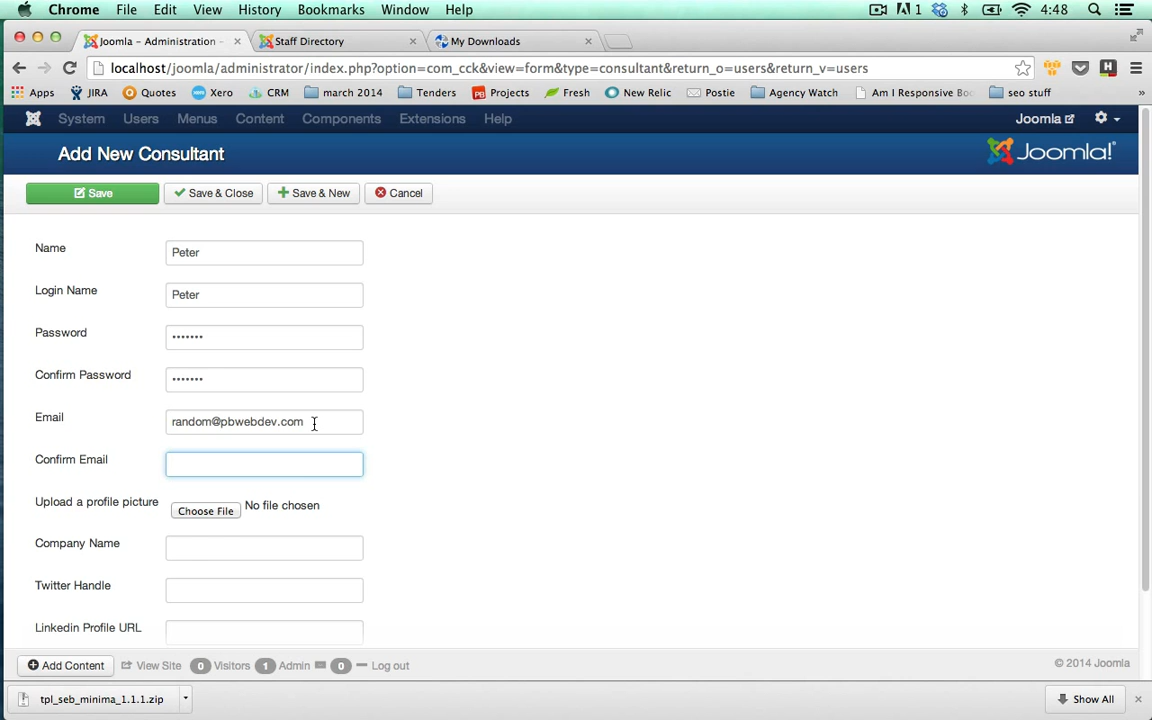 Chrome File Edit View History Bookmarks Window Help 1 4:48
Joomla – Administration - Staff Directory My Downloads
localhost/joomla/administrator/index.php?option=com_cck&view=form&type=consultant&return_o=users&return_v=users
Apps JIRA Quotes Xero CRM march 2014 Tenders Projects Fresh New Relic Postie Agency Watch Am I Responsive seo stuff »
System Users Menus Content Components Extensions Help Joomla
Add New Consultant Joomla!
Save Save & Close Save & New Cancel
Name Peter
Login Name Peter
Password •••••••
Confirm Password •••••••
Email random@pbwebdev.com
Confirm Email
Upload a profile picture Choose File No file chosen
Company Name
Twitter Handle
Linkedin Profile URL
Add Content View Site 0 Visitors 1 Admin 0 Log out © 2014 Joomla
tpl_seb_minima_1.1.1.zip Show All